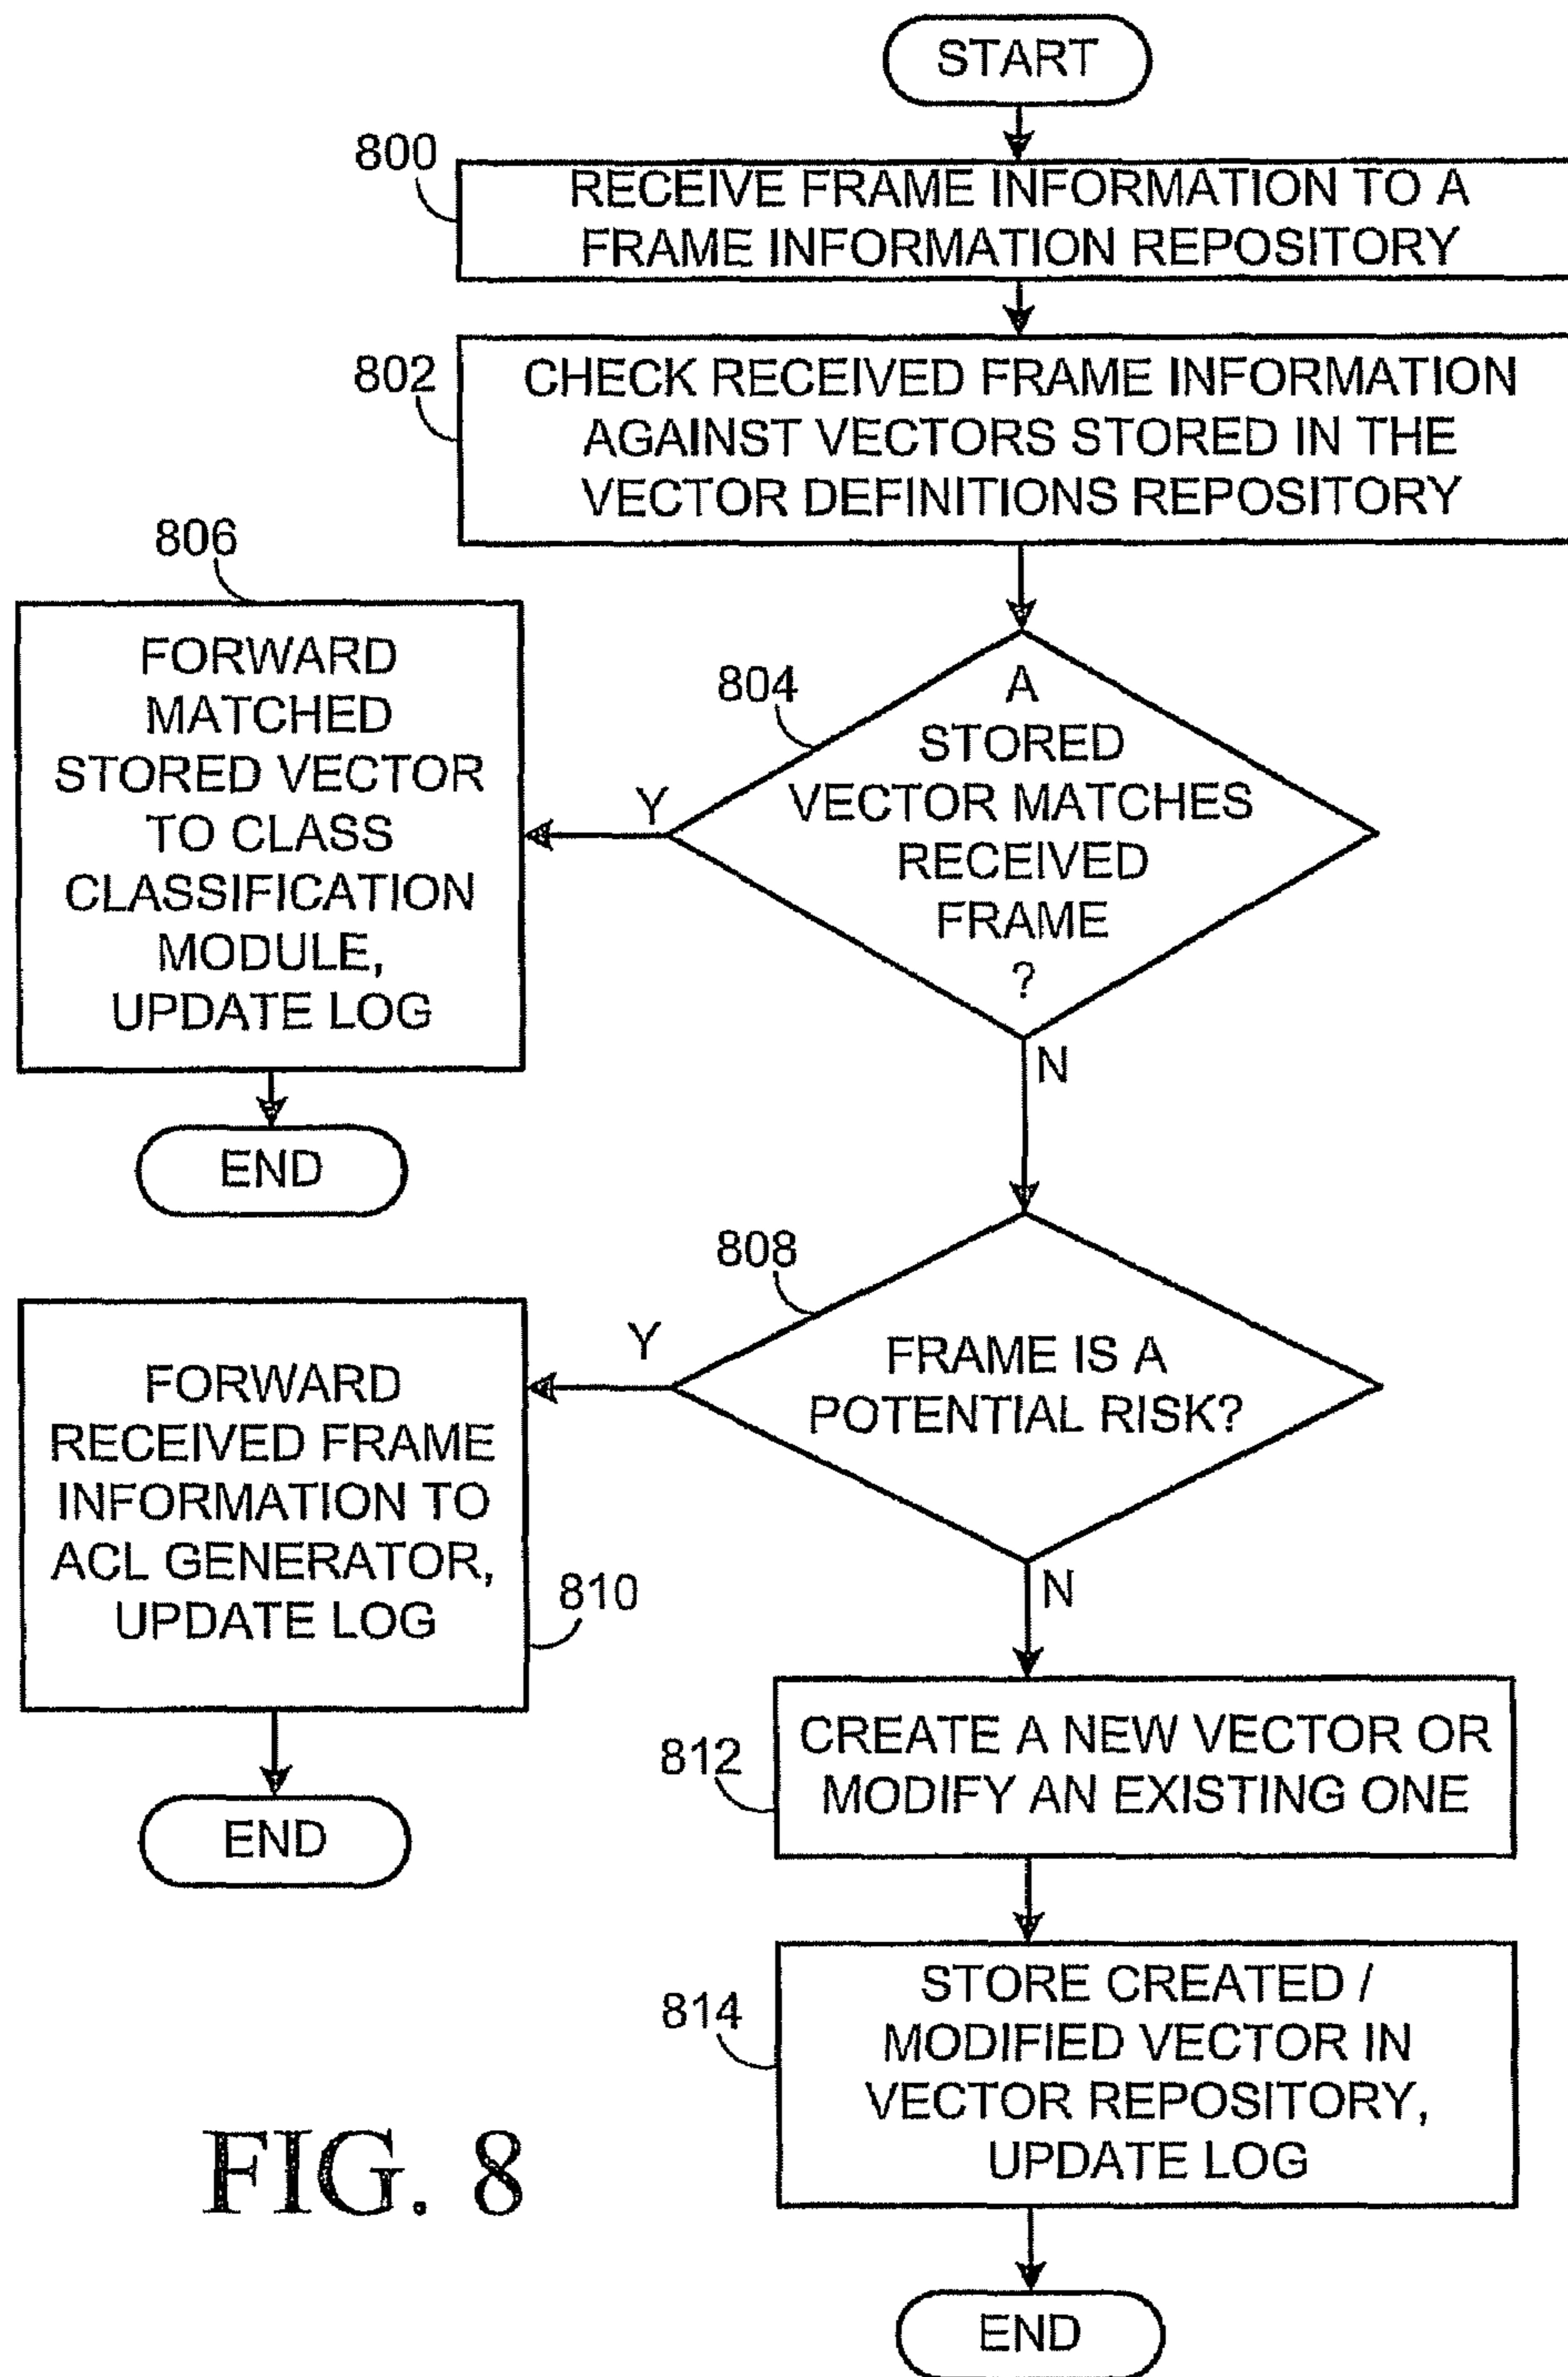 START
800
RECEIVE FRAME INFORMATION TO A
FRAME INFORMATION REPOSITORY
802
CHECK RECEIVED FRAME INFORMATION
AGAINST VECTORS STORED IN THE
VECTOR DEFINITIONS REPOSITORY
806
FORWARD
MATCHED
STORED VECTOR
TO CLASS
CLASSIFICATION
MODULE,
UPDATE LOG
END
804
A
STORED
VECTOR MATCHES
RECEIVED
FRAME
?
Y
N
808
FRAME IS A
POTENTIAL RISK?
Y
N
FORWARD
RECEIVED FRAME
INFORMATION TO
ACL GENERATOR,
UPDATE LOG
810
END
812
CREATE A NEW VECTOR OR
MODIFY AN EXISTING ONE
814
STORE CREATED /
MODIFIED VECTOR IN
VECTOR REPOSITORY,
UPDATE LOG
END
FIG. 8